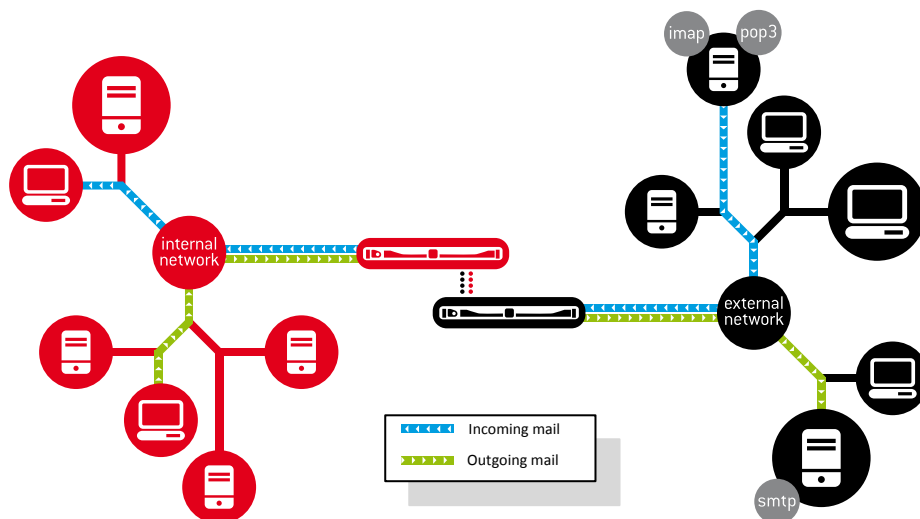 imap
pop3
internal
network
external
network
Incoming mail
Outgoing mail
smtp